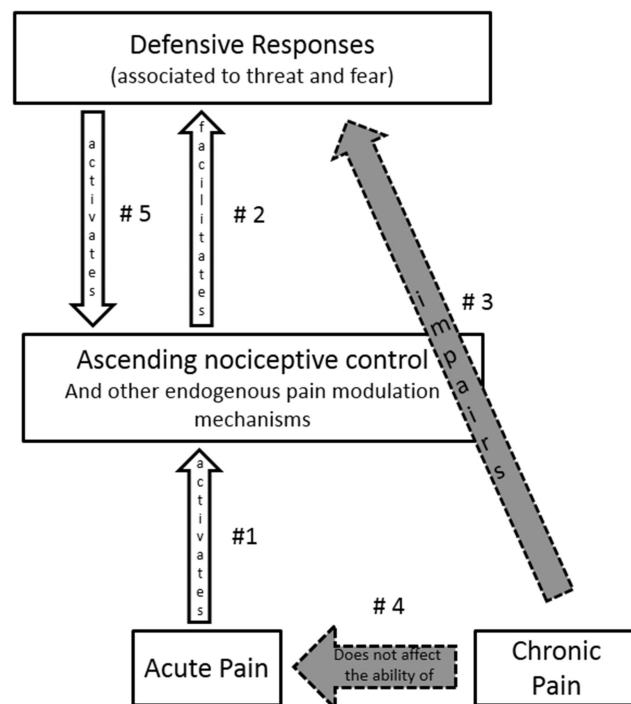 Defensive Responses
(associated to threat and fear)
activates
# 5
facilitates
# 2
impairs
# 3
Ascending nociceptive control
And other endogenous pain modulation
mechanisms
activates
#1
# 4
Acute Pain
Does not affect
the ability of
Chronic
Pain